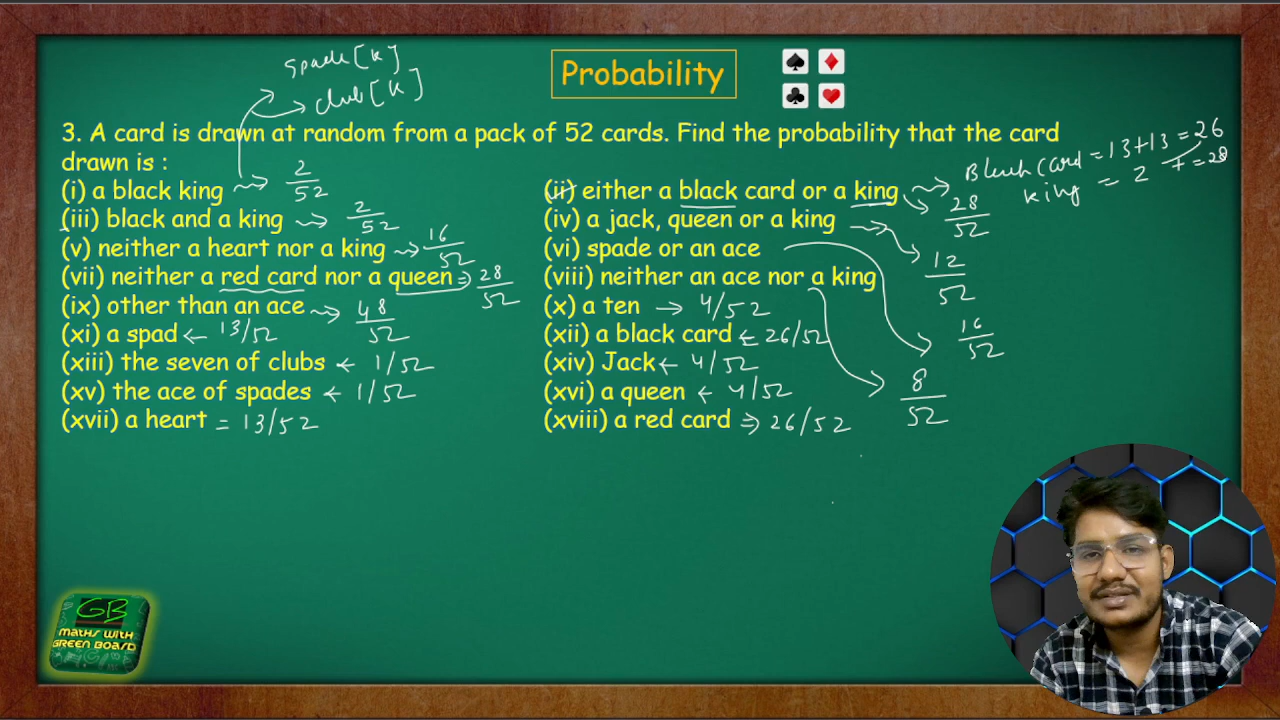 spade[K]
club[K]
Probability
3. A card is drawn at random from a pack of 52 cards. Find the probability that the card
drawn is :
Black Card = 13+13 = 26
king = 2 + = 28
(i) a black king 2/52
(ii) either a black card or a king 28/52
(iii) black and a king 2/52
(iv) a jack, queen or a king 12/52
(v) neither a heart nor a king 16/52
(vi) spade or an ace 16/52
(vii) neither a red card nor a queen = 28/52
(viii) neither an ace nor a king 8/52
(ix) other than an ace 48/52
(x) a ten → 4/52
(xi) a spad ← 13/52
(xii) a black card ← 26/52
(xiii) the seven of clubs ← 1/52
(xiv) Jack ← 4/52
(xv) the ace of spades ← 1/52
(xvi) a queen ← 4/52
(xvii) a heart = 13/52
(xviii) a red card ⇒ 26/52
GB
MATHS WITH
GREEN BOARD